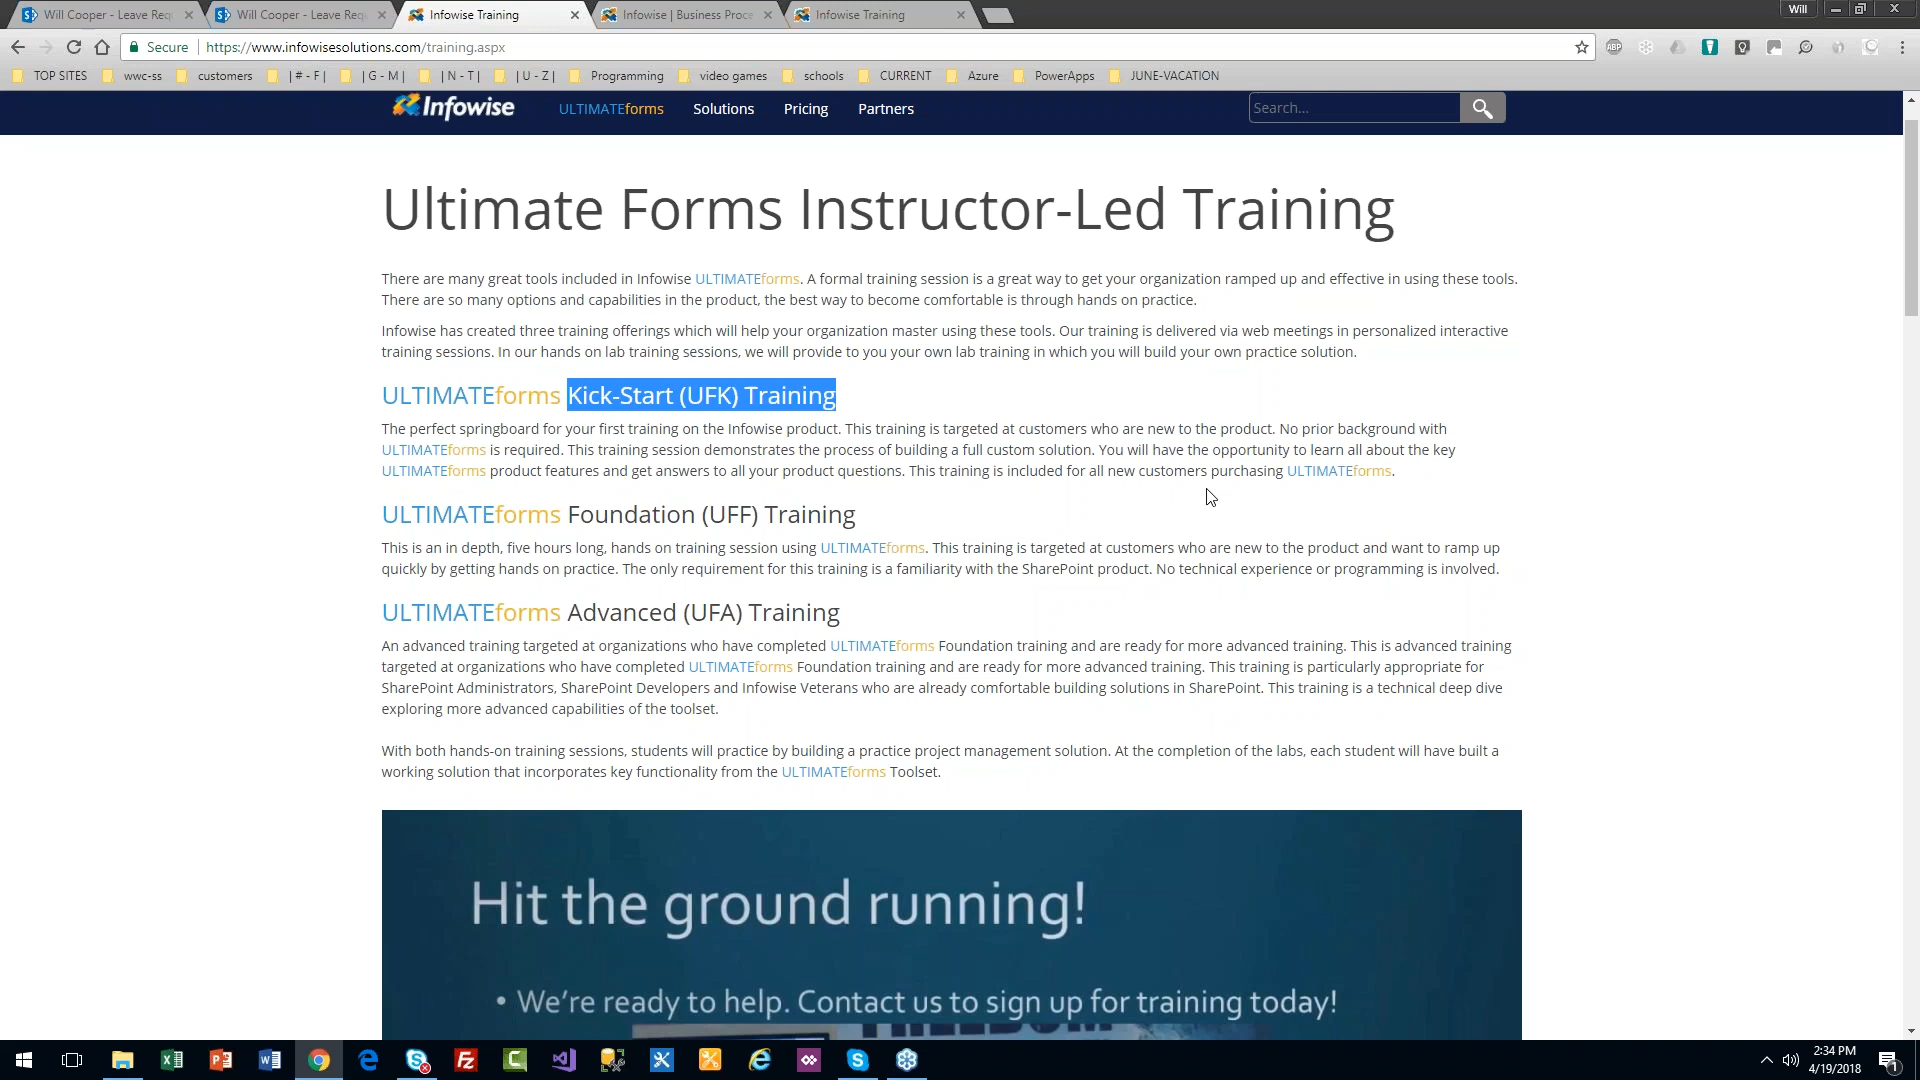 Will Cooper - Leave Req
Will Cooper - Leave Req
Infowise Training
Infowise | Business Proce
Infowise Training
Will
Secure
https://www.infowisesolutions.com/training.aspx
ABP
TOP SITES
wwc-ss
customers
| # - F |
| G - M |
| N - T |
| U - Z |
Programming
video games
schools
CURRENT
Azure
PowerApps
JUNE-VACATION
Infowise
ULTIMATEforms
Solutions
Pricing
Partners
Search...
Ultimate Forms Instructor-Led Training
There are many great tools included in Infowise ULTIMATEforms. A formal training session is a great way to get your organization ramped up and effective in using these tools.
There are so many options and capabilities in the product, the best way to become comfortable is through hands on practice.
Infowise has created three training offerings which will help your organization master using these tools. Our training is delivered via web meetings in personalized interactive
training sessions. In our hands on lab training sessions, we will provide to you your own lab training in which you will build your own practice solution.
ULTIMATEforms Kick-Start (UFK) Training
The perfect springboard for your first training on the Infowise product. This training is targeted at customers who are new to the product. No prior background with
ULTIMATEforms is required. This training session demonstrates the process of building a full custom solution. You will have the opportunity to learn all about the key
ULTIMATEforms product features and get answers to all your product questions. This training is included for all new customers purchasing ULTIMATEforms.
ULTIMATEforms Foundation (UFF) Training
This is an in depth, five hours long, hands on training session using ULTIMATEforms. This training is targeted at customers who are new to the product and want to ramp up
quickly by getting hands on practice. The only requirement for this training is a familiarity with the SharePoint product. No technical experience or programming is involved.
ULTIMATEforms Advanced (UFA) Training
An advanced training targeted at organizations who have completed ULTIMATEforms Foundation training and are ready for more advanced training. This is advanced training
targeted at organizations who have completed ULTIMATEforms Foundation training and are ready for more advanced training. This training is particularly appropriate for
SharePoint Administrators, SharePoint Developers and Infowise Veterans who are already comfortable building solutions in SharePoint. This training is a technical deep dive
exploring more advanced capabilities of the toolset.
With both hands-on training sessions, students will practice by building a practice project management solution. At the completion of the labs, each student will have built a
working solution that incorporates key functionality from the ULTIMATEforms Toolset.
Hit the ground running!
• We're ready to help. Contact us to sign up for training today!
2:34 PM
4/19/2018
1